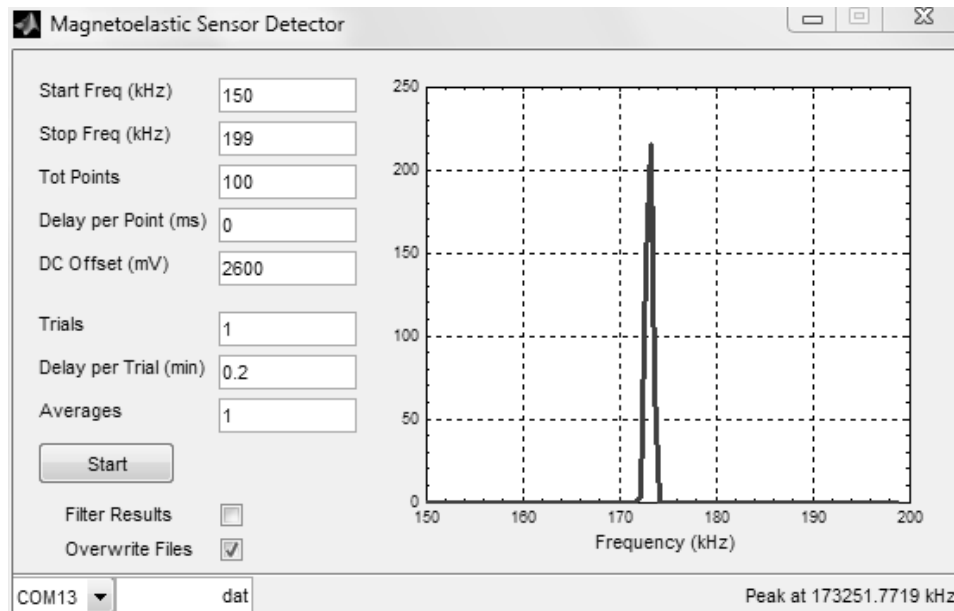 Magnetoelastic Sensor Detector
Start Freq (kHz) 150
Stop Freq (kHz) 199
Tot Points 100
Delay per Point (ms) 0
DC Offset (mV) 2600
Trials 1
Delay per Trial (min) 0.2
Averages 1
Start
Filter Results
Overwrite Files
COM13 dat
250
200
150
100
50
0
150 160 170 180 190 200
Frequency (kHz)
Peak at 173251.7719 kHz